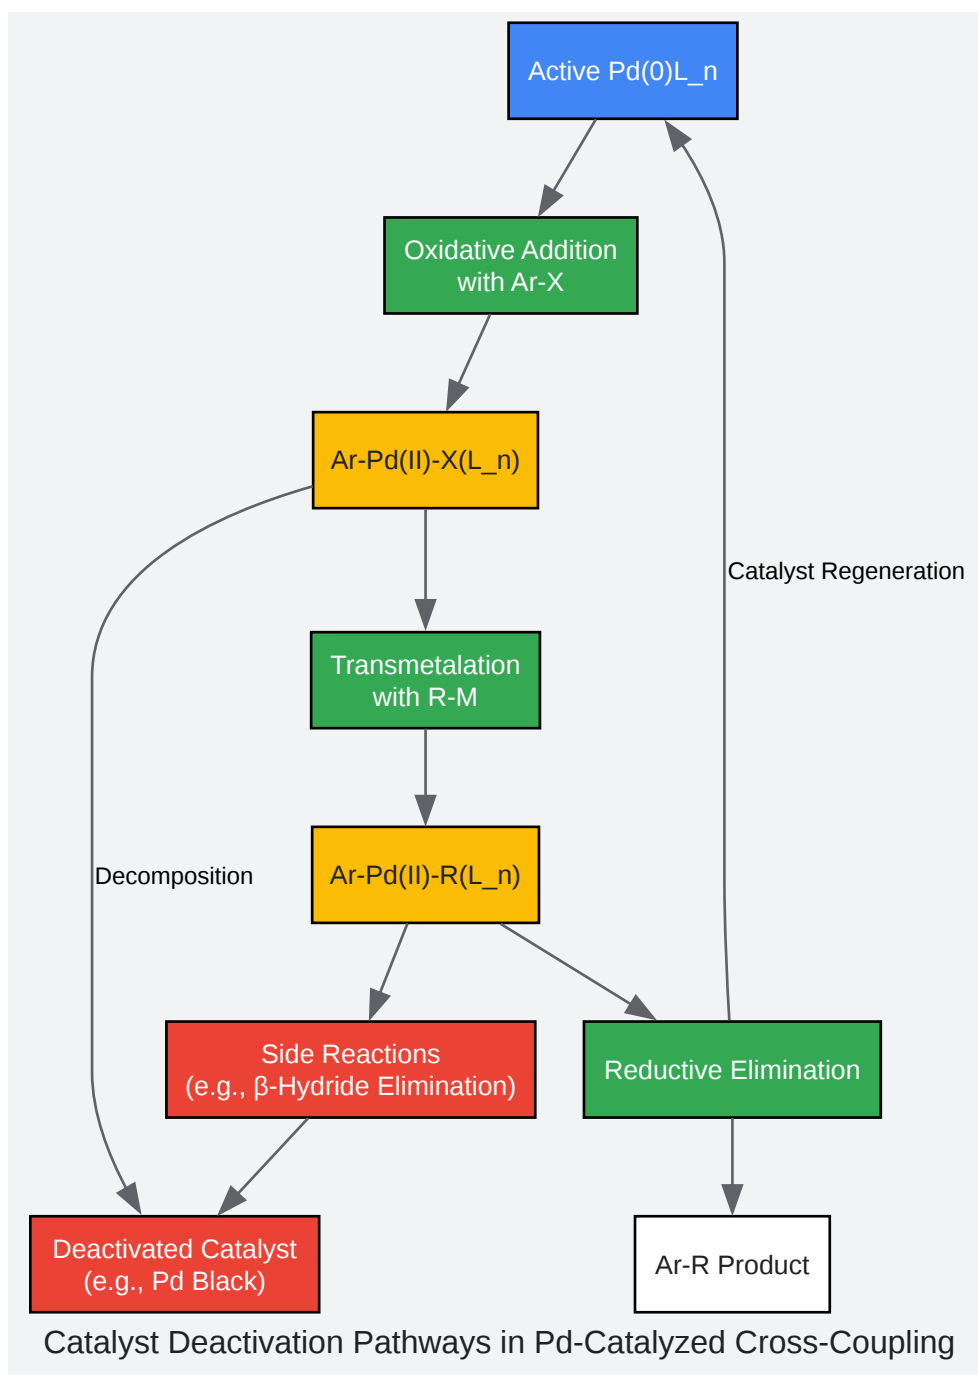 Active Pd(0)L_n
Oxidative Addition
with Ar-X
Ar-Pd(II)-X(L_n)
Catalyst Regeneration
Transmetalation
with R-M
Decomposition
Ar-Pd(II)-R(L_n)
Side Reactions
(e.g., β-Hydride Elimination)
Reductive Elimination
Deactivated Catalyst
(e.g., Pd Black)
Ar-R Product
Catalyst Deactivation Pathways in Pd-Catalyzed Cross-Coupling